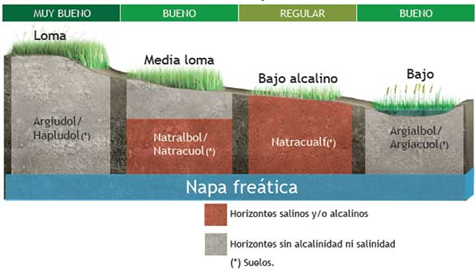 MUY BUENO
BUENO
REGULAR
BUENO
Loma
Media loma
Bajo alcalino
Bajo
Argiudol/
Hapludol(*)
Natralbol/
Natracuol(*)
Natracualf(*)
Argialbol/
Argiacuol(*)
Napa freática
Horizontes salinos y/o alcalinos
Horizontes sin alcalinidad ni salinidad
(*) Suelos.